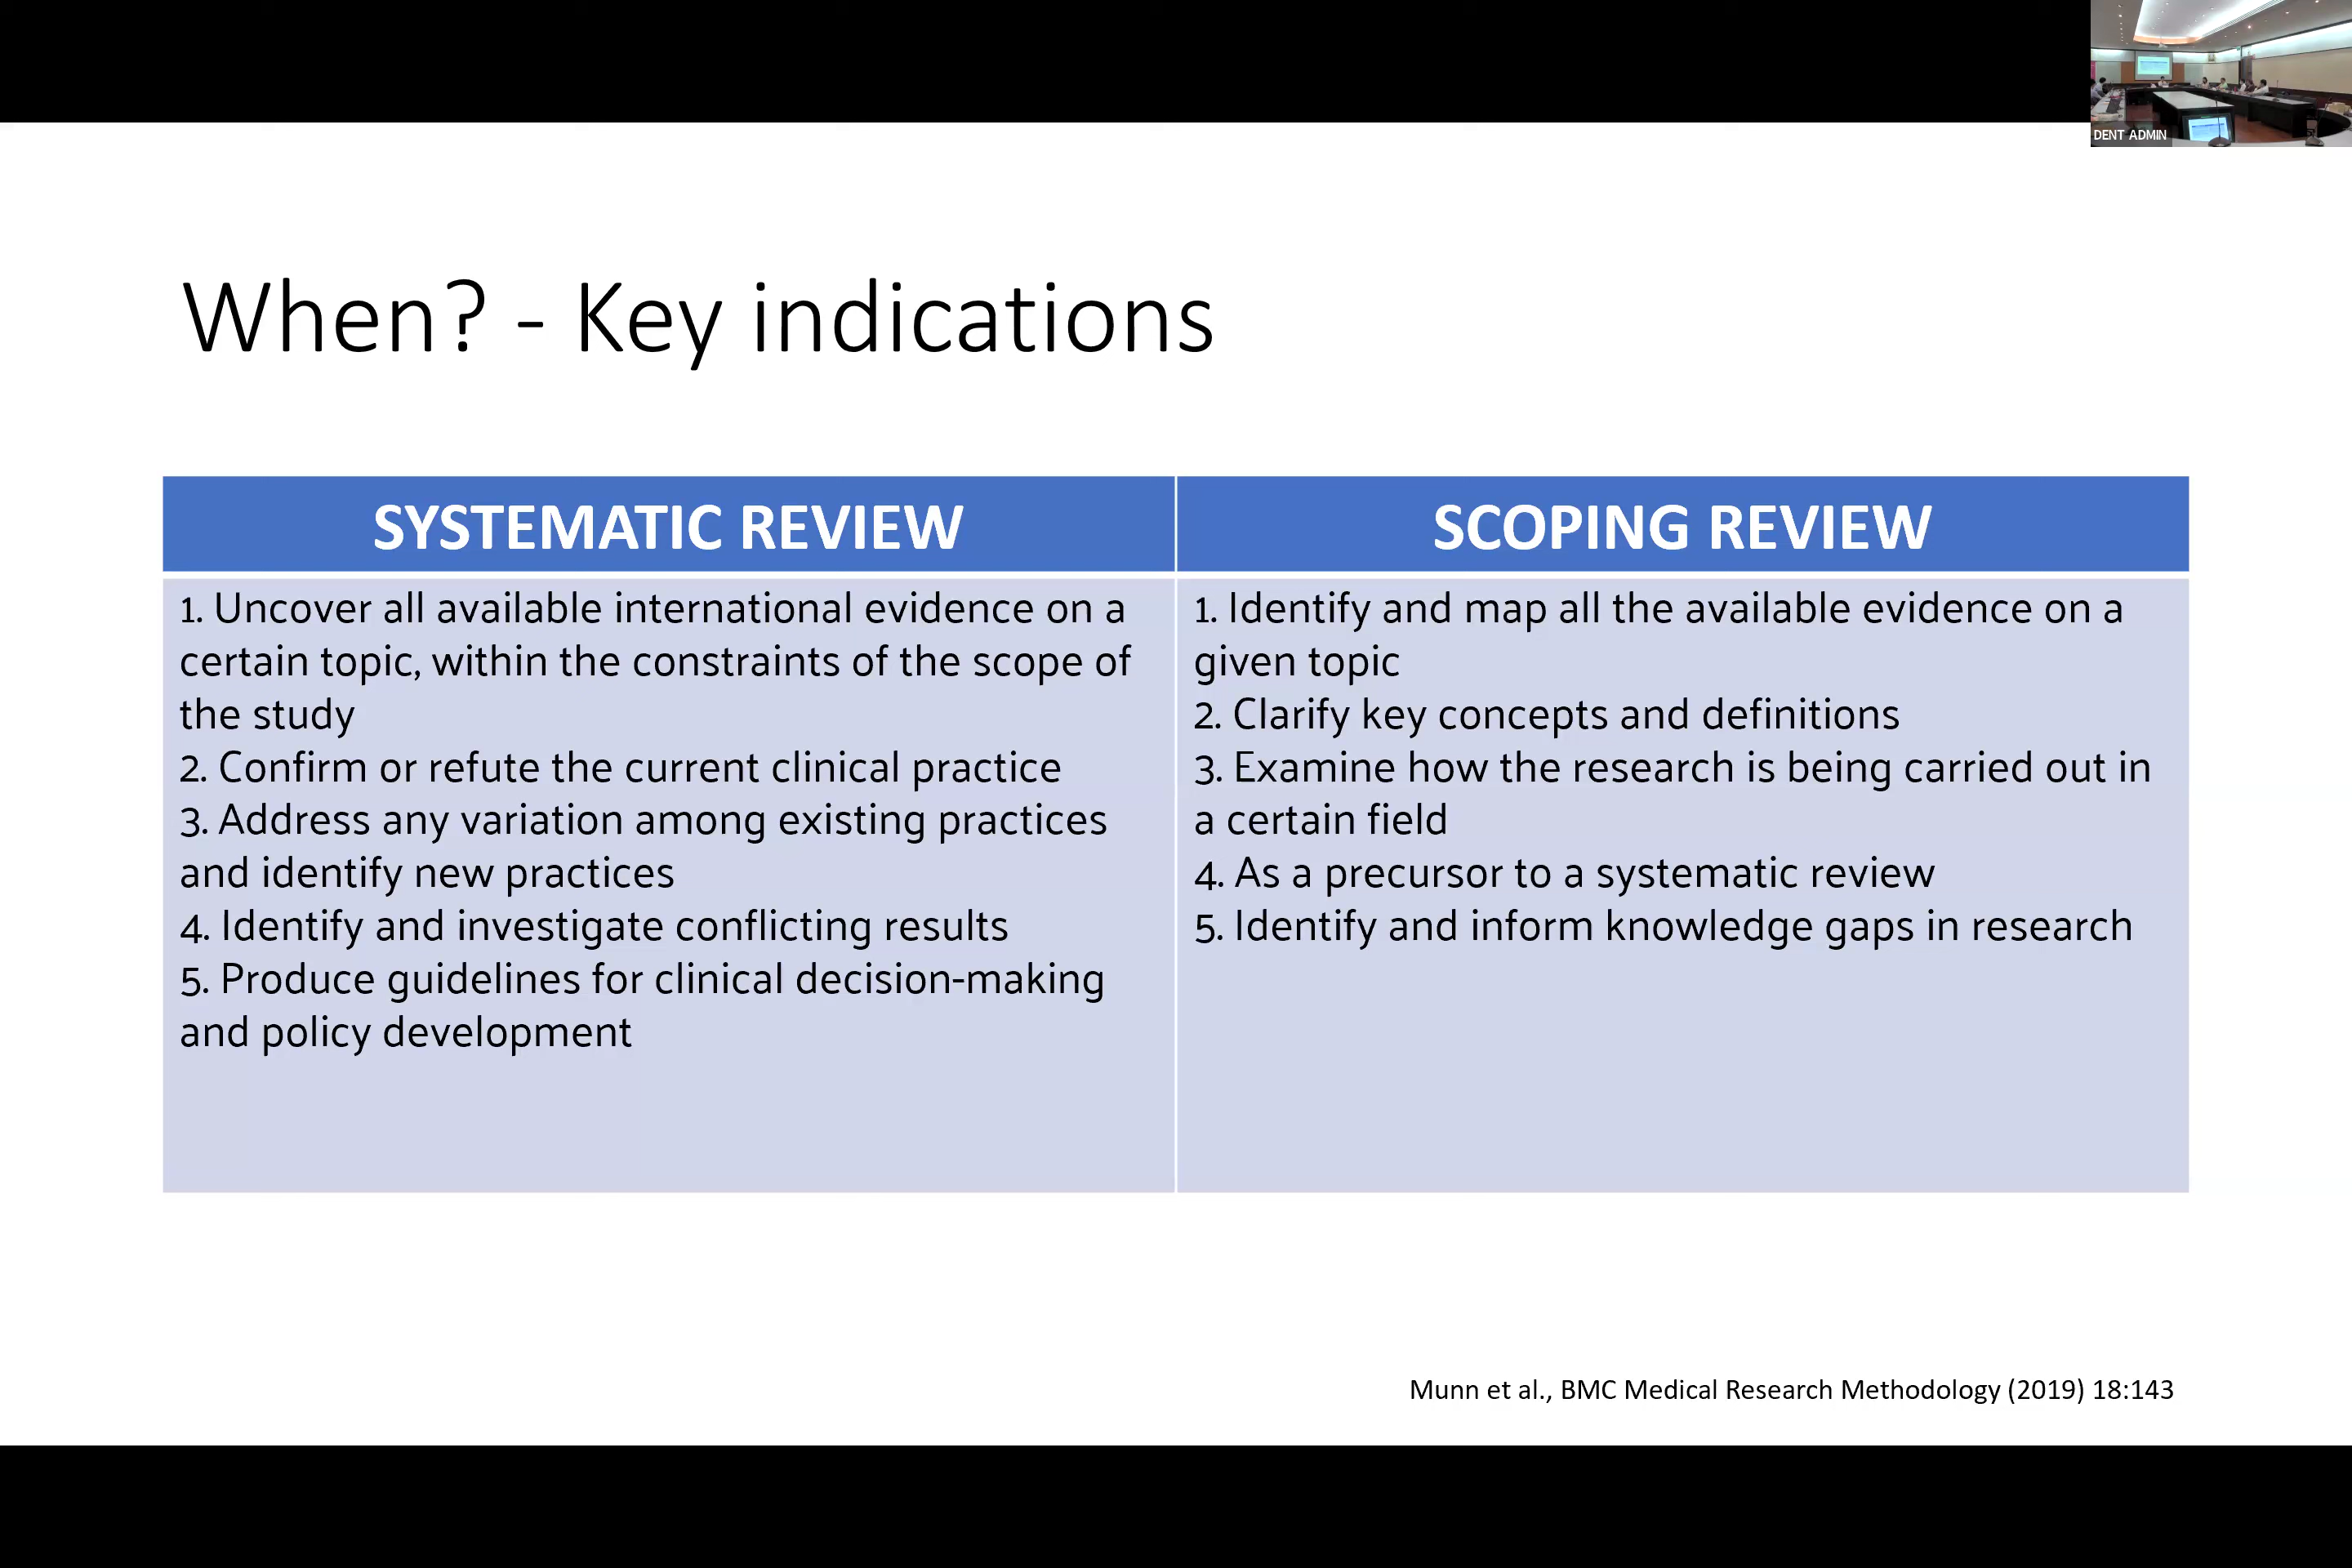 DENT ADMIN
When? - Key indications
SYSTEMATIC REVIEW
1. Uncover all available international evidence on a
certain topic, within the constraints of the scope of
the study
2. Confirm or refute the current clinical practice
3. Address any variation among existing practices
and identify new practices
4. Identify and investigate conflicting results
5. Produce guidelines for clinical decision-making
and policy development
SCOPING REVIEW
1. Identify and map all the available evidence on a
given topic
2. Clarify key concepts and definitions
3. Examine how the research is being carried out in
a certain field
4. As a precursor to a systematic review
5. Identify and inform knowledge gaps in research
Munn et al., BMC Medical Research Methodology (2019) 18:143